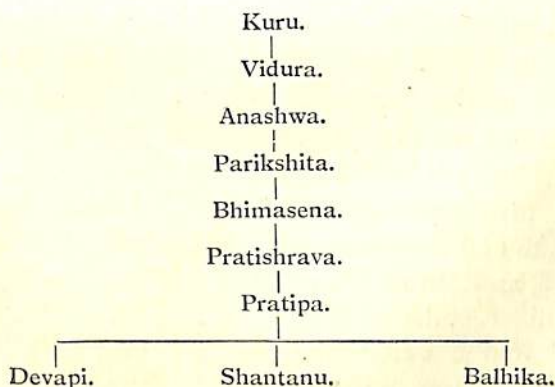 Kuru.
Vidura.
Anashwa.
Parikshita.
Bhimasena.
Pratishrava.
Pratipa.
Devapi. Shantanu. Balhika.